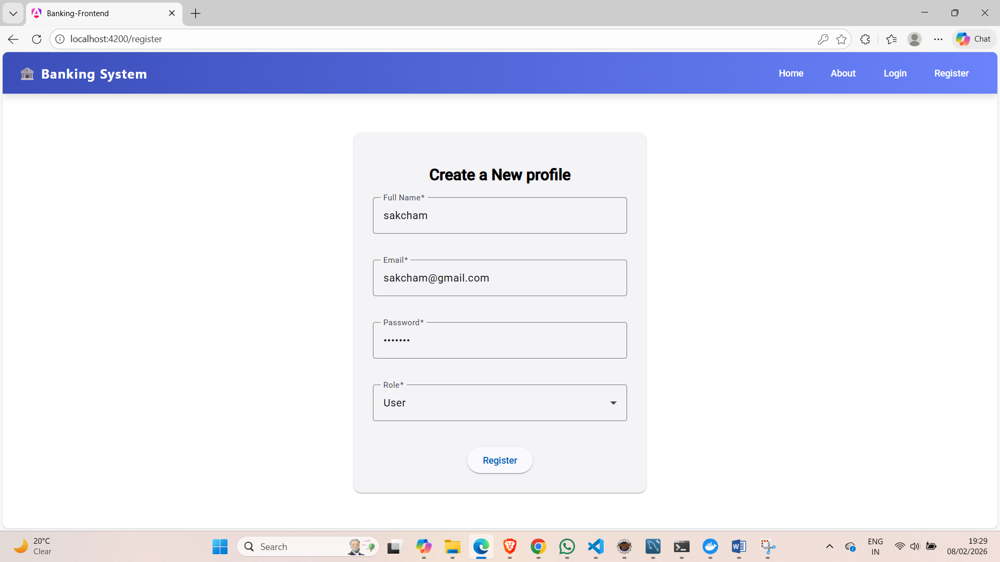 Banking-Frontend
localhost:4200/register
Chat
Banking System
Home
About
Login
Register
Create a New profile
Full Name*
sakcham
Email*
sakcham@gmail.com
Password*
•••••••
Role*
User
Register
20°C
Clear
Search
ENG
IN
19:29
08/02/2026